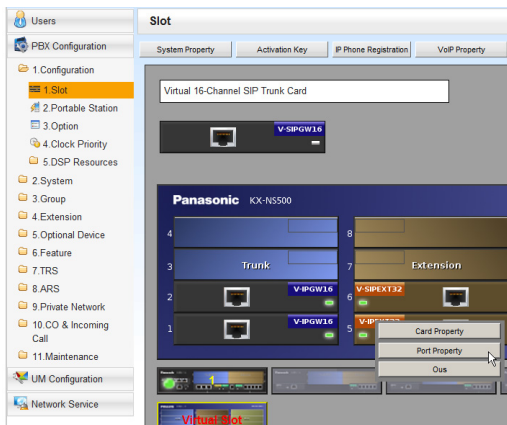 Users
PBX Configuration
1.Configuration
1.Slot
2.Portable Station
3.Option
4.Clock Priority
5.DSP Resources
2.System
3.Group
4.Extension
5.Optional Device
6.Feature
7.TRS
8.ARS
9.Private Network
10.CO & Incoming
Call
11.Maintenance
UM Configuration
Network Service
Slot
System Property
Activation Key
IP Phone Registration
VoIP Property
Virtual 16-Channel SIP Trunk Card
V-SIPGW16
Panasonic KX-NS500
4
8
3 Trunk
7 Extension
2 V-IPGW16
6 V-SIPEXT32
1 V-IPGW16
5
Card Property
Port Property
Ous
1
Virtual Slot